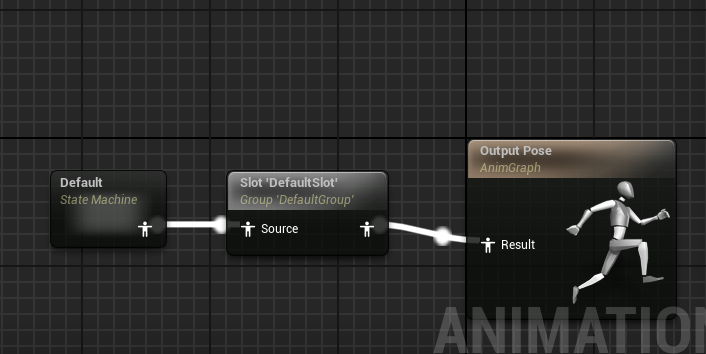 Default
State Machine
Slot 'DefaultSlot'
Group 'DefaultGroup'
Source
Output Pose
AnimGraph
Result
ANIMATION